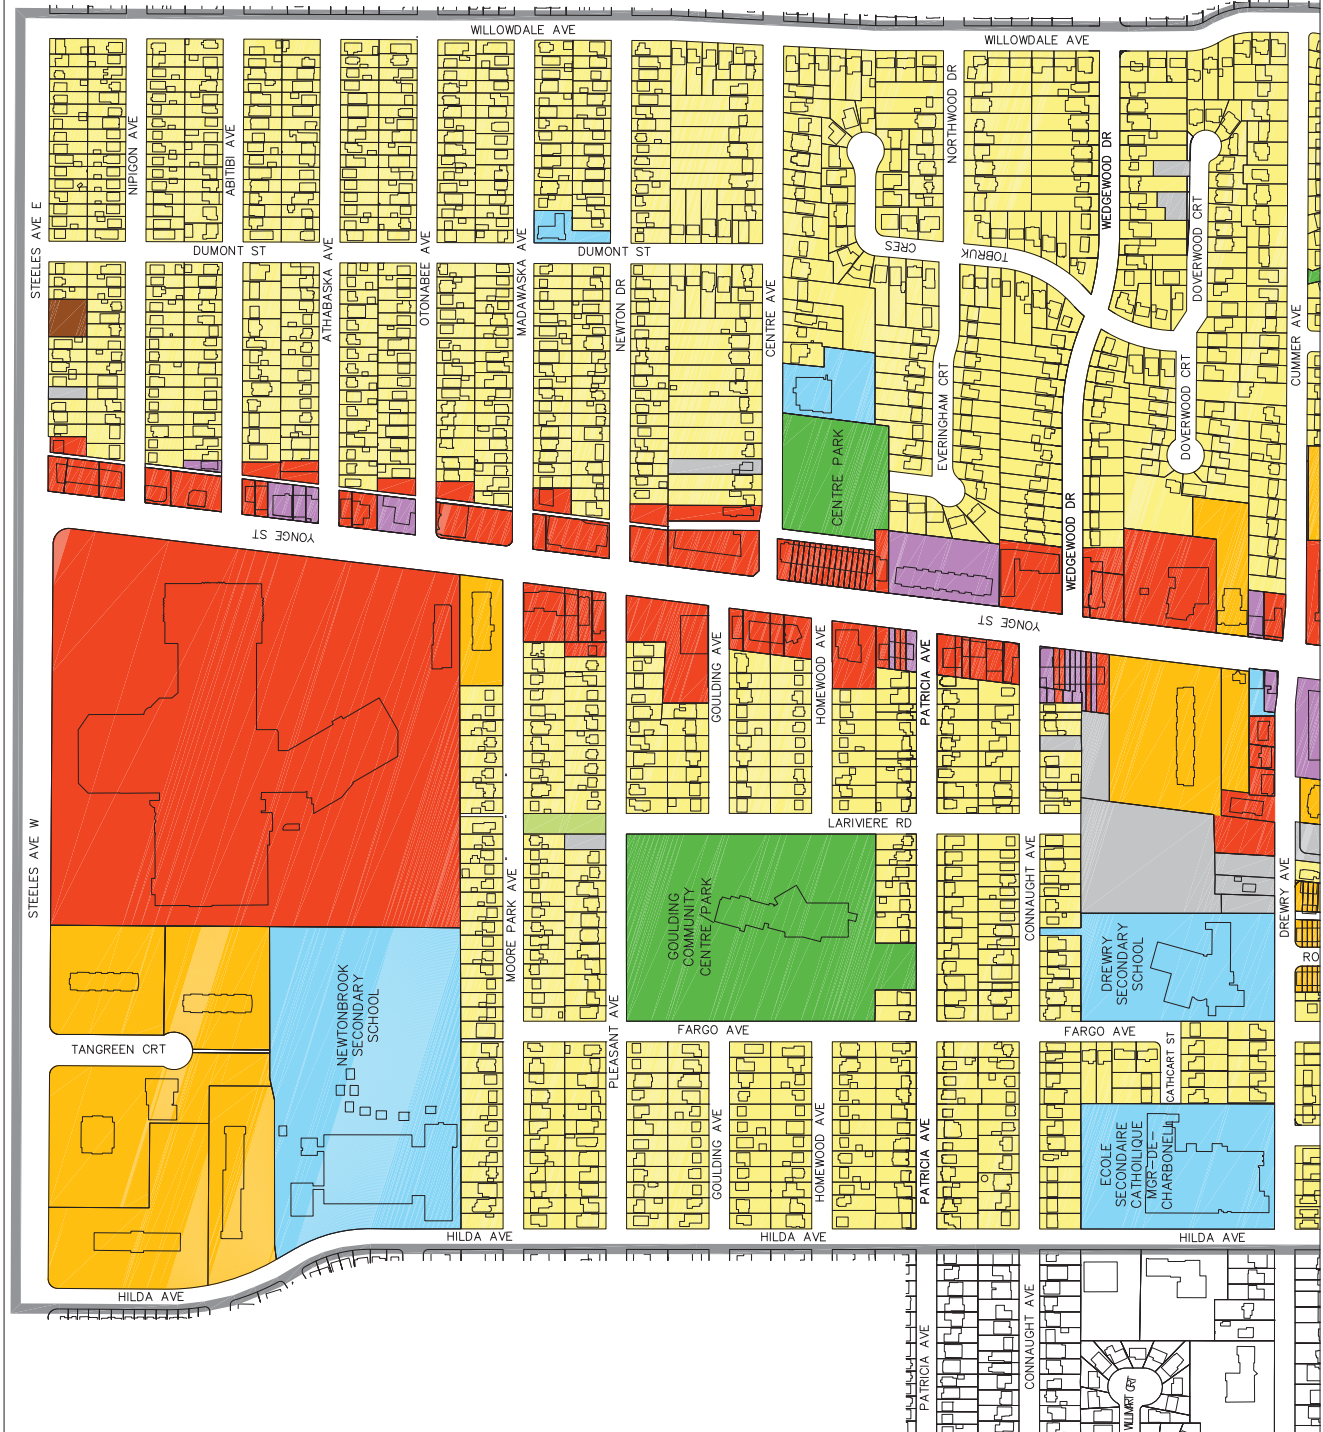 WILLOWDALE AVE
WILLOWDALE AVE
NIPIGON AVE
ABITIBI AVE
NORTHWOOD DR
WEDGEWOOD DR
STEELES AVE E
DUMONT ST
ATHABASKA AVE
OTONABEE AVE
MADAWASKA AVE
DUMONT ST
NEWTON DR
CENTRE AVE
CRES
TOBRUK
DOVERWOOD CRT
CUMMER AVE
EVERINGHAM CRT
DOVERWOOD CRT
CENTRE PARK
WEDGEWOOD DR
YONGE ST
YONGE ST
GOULDING AVE
HOMEWOOD AVE
PATRICIA AVE
STEELES AVE W
LARIVIERE RD
MOORE PARK AVE
GOULDING
COMMUNITY
CENTRE/PARK
CONNAUGHT AVE
DREWRY AVE
DREWRY
SECONDARY
SCHOOL
RO
NEWTONBROOK
SECONDARY
SCHOOL
TANGREEN CRT
PLEASANT AVE
FARGO AVE
FARGO AVE
CATHCART ST
GOULDING AVE
HOMEWOOD AVE
PATRICIA AVE
ECOLE
SECONDAIRE
CATHOILIQUE
MGR-DE-
CHARBONELL
HILDA AVE
HILDA AVE
HILDA AVE
HILDA AVE
PATRICIA AVE
CONNAUGHT AVE